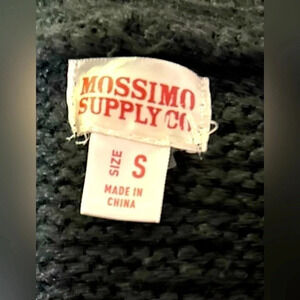 MOSSIMO
SUPPLY CO
SIZE S
MADE IN
CHINA